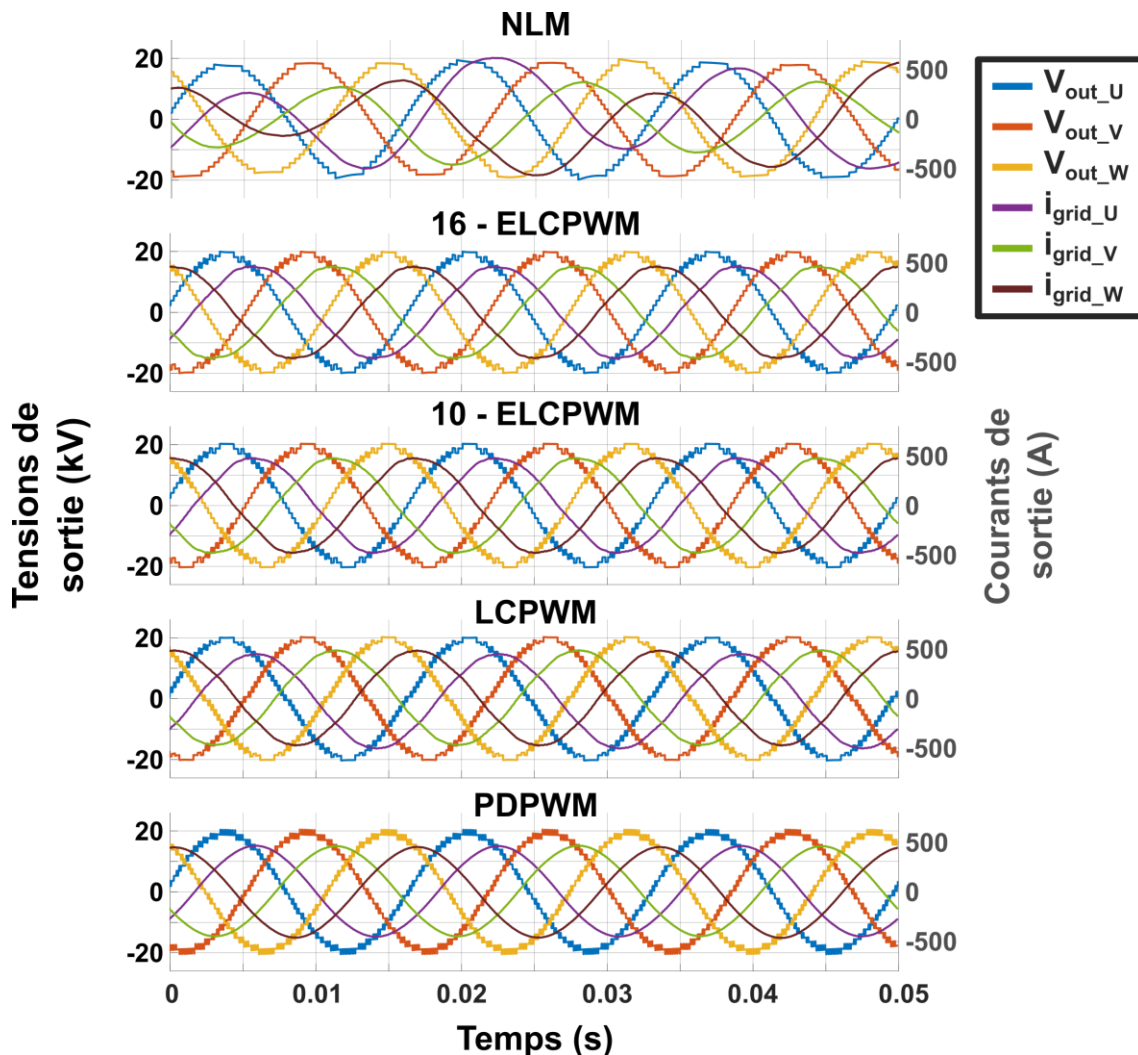 NLM
20
0
-20
500
0
-500
16 - ELCPWM
20
0
-20
500
0
-500
10 - ELCPWM
20
0
-20
500
0
-500
LCPWM
20
0
-20
500
0
-500
PDPWM
20
0
-20
500
0
-500
0 0.01 0.02 0.03 0.04 0.05
Temps (s)
Tensions de
sortie (kV)
Courants de
sortie (A)
Vout_U
Vout_V
Vout_W
igrid_U
igrid_V
igrid_W